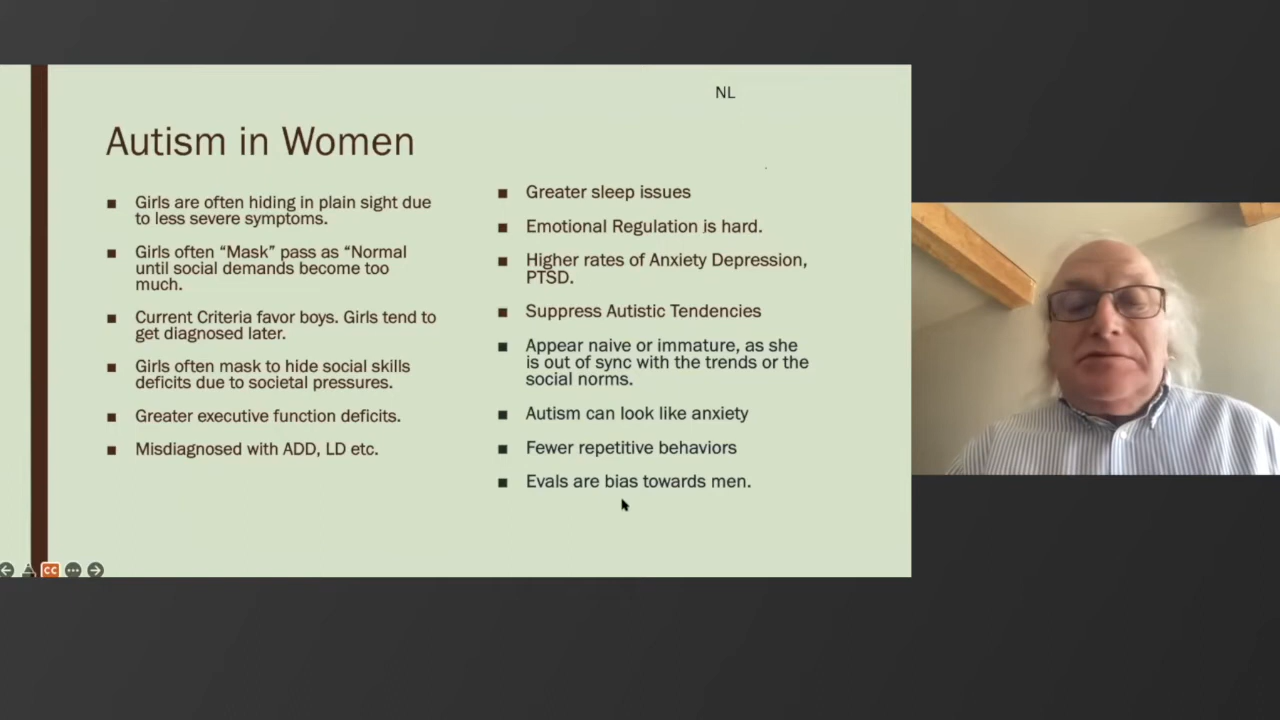 NL
Autism in Women
Girls are often hiding in plain sight due
to less severe symptoms.
Girls often “Mask” pass as “Normal
until social demands become too
much.
Current Criteria favor boys. Girls tend to
get diagnosed later.
Girls often mask to hide social skills
deficits due to societal pressures.
Greater executive function deficits.
Misdiagnosed with ADD, LD etc.
Greater sleep issues
Emotional Regulation is hard.
Higher rates of Anxiety Depression,
PTSD.
Suppress Autistic Tendencies
Appear naive or immature, as she
is out of sync with the trends or the
social norms.
Autism can look like anxiety
Fewer repetitive behaviors
Evals are bias towards men.
CC